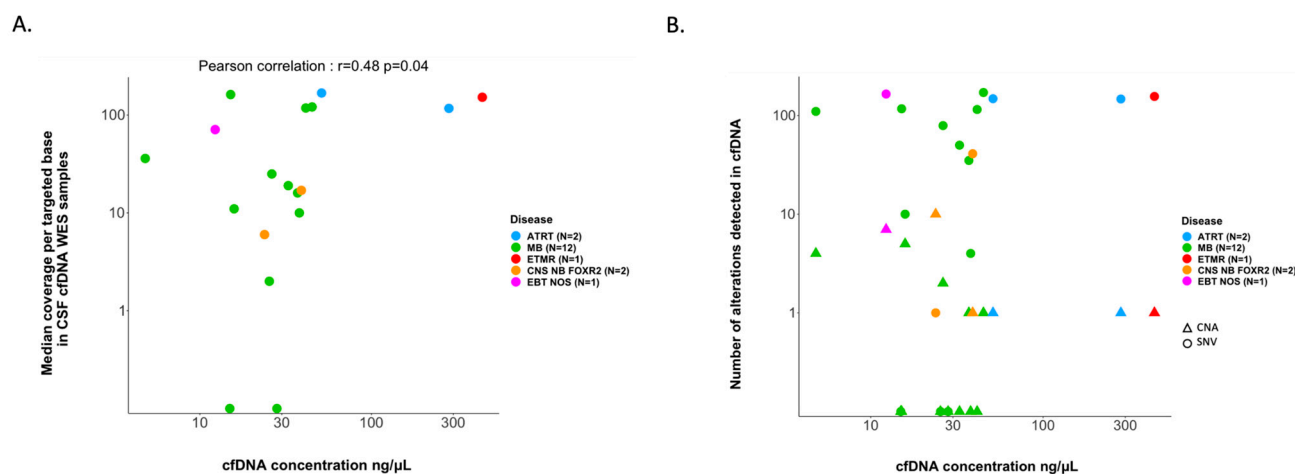 A.
Pearson correlation : r=0.48 p=0.04
Median coverage per targeted base
in CSF cfDNA WES samples
100
10
1
10
30
100
300
cfDNA concentration ng/µL
Disease
ATRT (N=2)
MB (N=12)
ETMR (N=1)
CNS NB FOXR2 (N=2)
EBT NOS (N=1)
B.
Number of alterations detected in cfDNA
100
10
1
10
30
100
300
cfDNA concentration ng/µL
Disease
ATRT (N=2)
MB (N=12)
ETMR (N=1)
CNS NB FOXR2 (N=2)
EBT NOS (N=1)
CNA
SNV